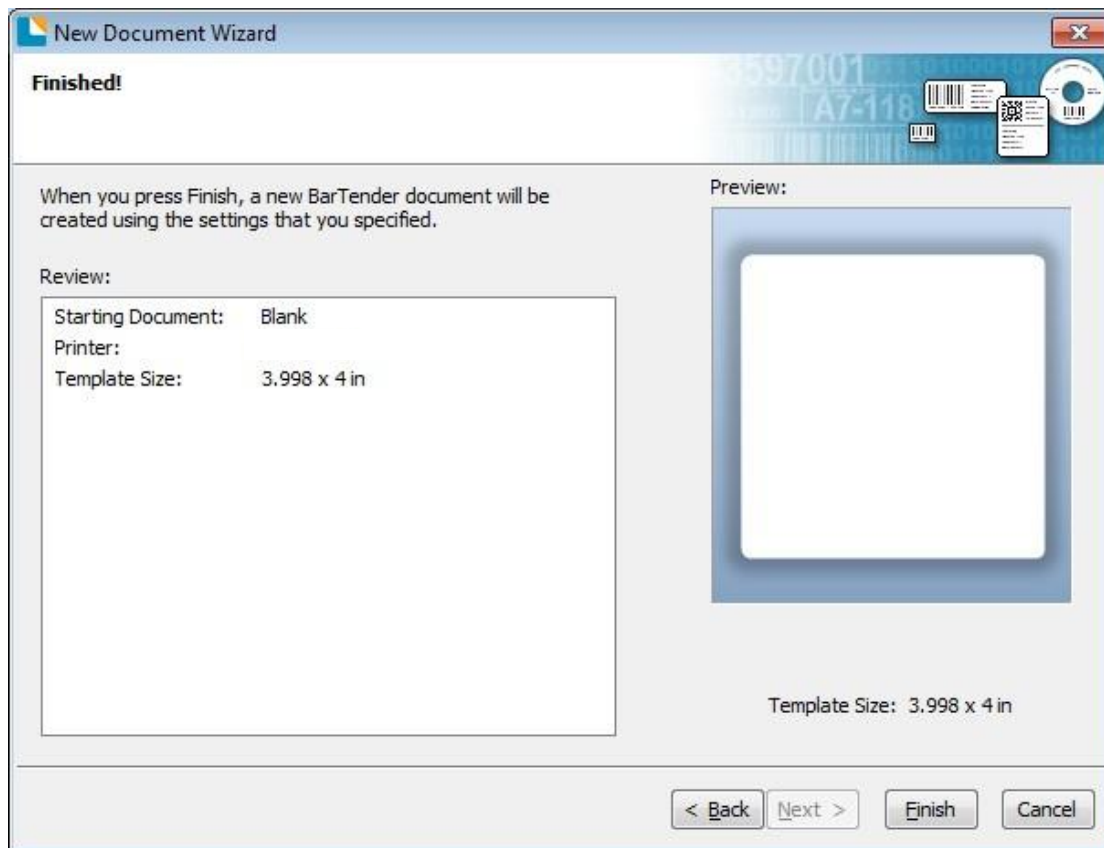 New Document Wizard
Finished!
3597001
A7-118
When you press Finish, a new BarTender document will be
created using the settings that you specified.
Preview:
Review:
Starting Document: Blank
Printer:
Template Size: 3.998 x 4 in
Template Size: 3.998 x 4 in
< Back
Next >
Finish
Cancel